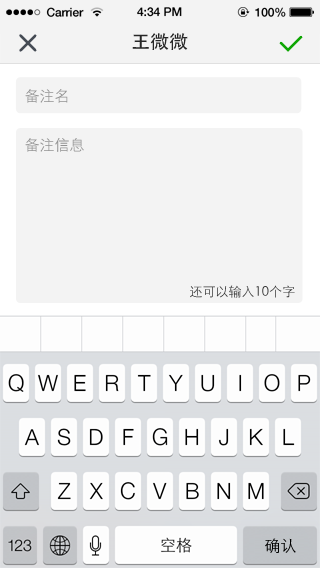 Carrier 4:34 PM 100%
王微微
备注名
备注信息
还可以输入10个字
Q W E R T Y U I O P
A S D F G H J K L
Z X C V B N M
123 空格 确认